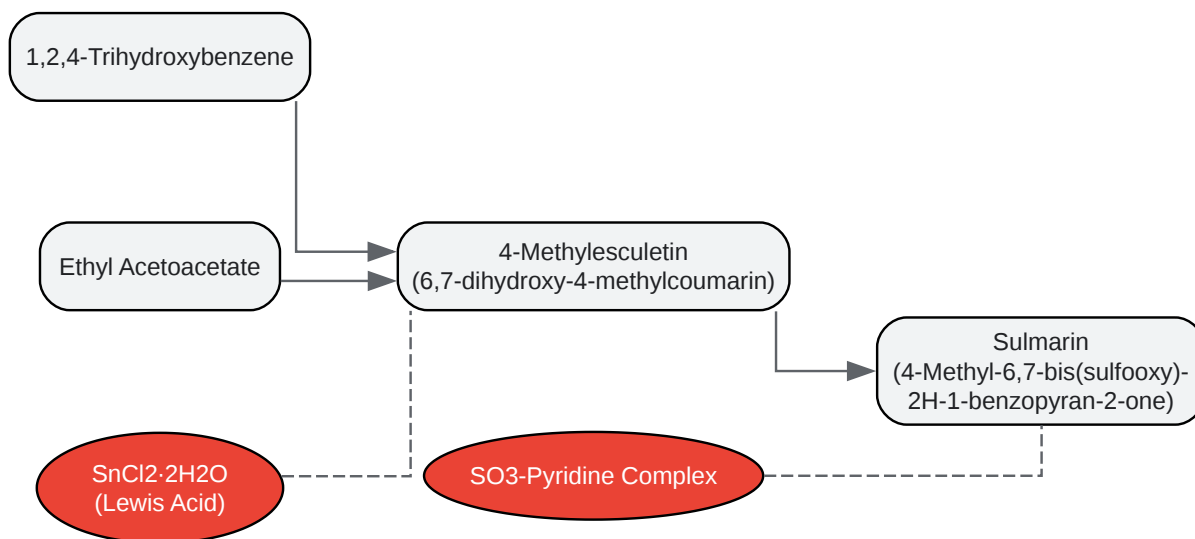 1,2,4-Trihydroxybenzene
Ethyl Acetoacetate
4-Methylesculetin
(6,7-dihydroxy-4-methylcoumarin)
Sulmarin
(4-Methyl-6,7-bis(sulfooxy)-
2H-1-benzopyran-2-one)
SnCl2·2H2O
(Lewis Acid)
SO3-Pyridine Complex